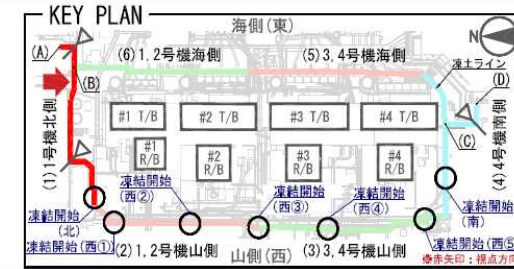 KEY PLAN
海側(東)
N
(A)
(6)1,2号機海側
(5)3,4号機海側
凍土ライン
(B)
(D)
#1 T/B
#2 T/B
#3 T/B
#4 T/B
(1)1号機北側
#1
R/B
#2
R/B
#3
R/B
#4
R/B
(C)
(4)4号機南側
凍結開始
(西②)
凍結開始
(西③)
凍結開始
(西④)
凍結開始
(北)
凍結開始
(南)
凍結開始(西①)
(2)1,2号機山側
山側(西)
(3)3,4号機山側
凍結開始(西⑤
※赤矢印:視点方向